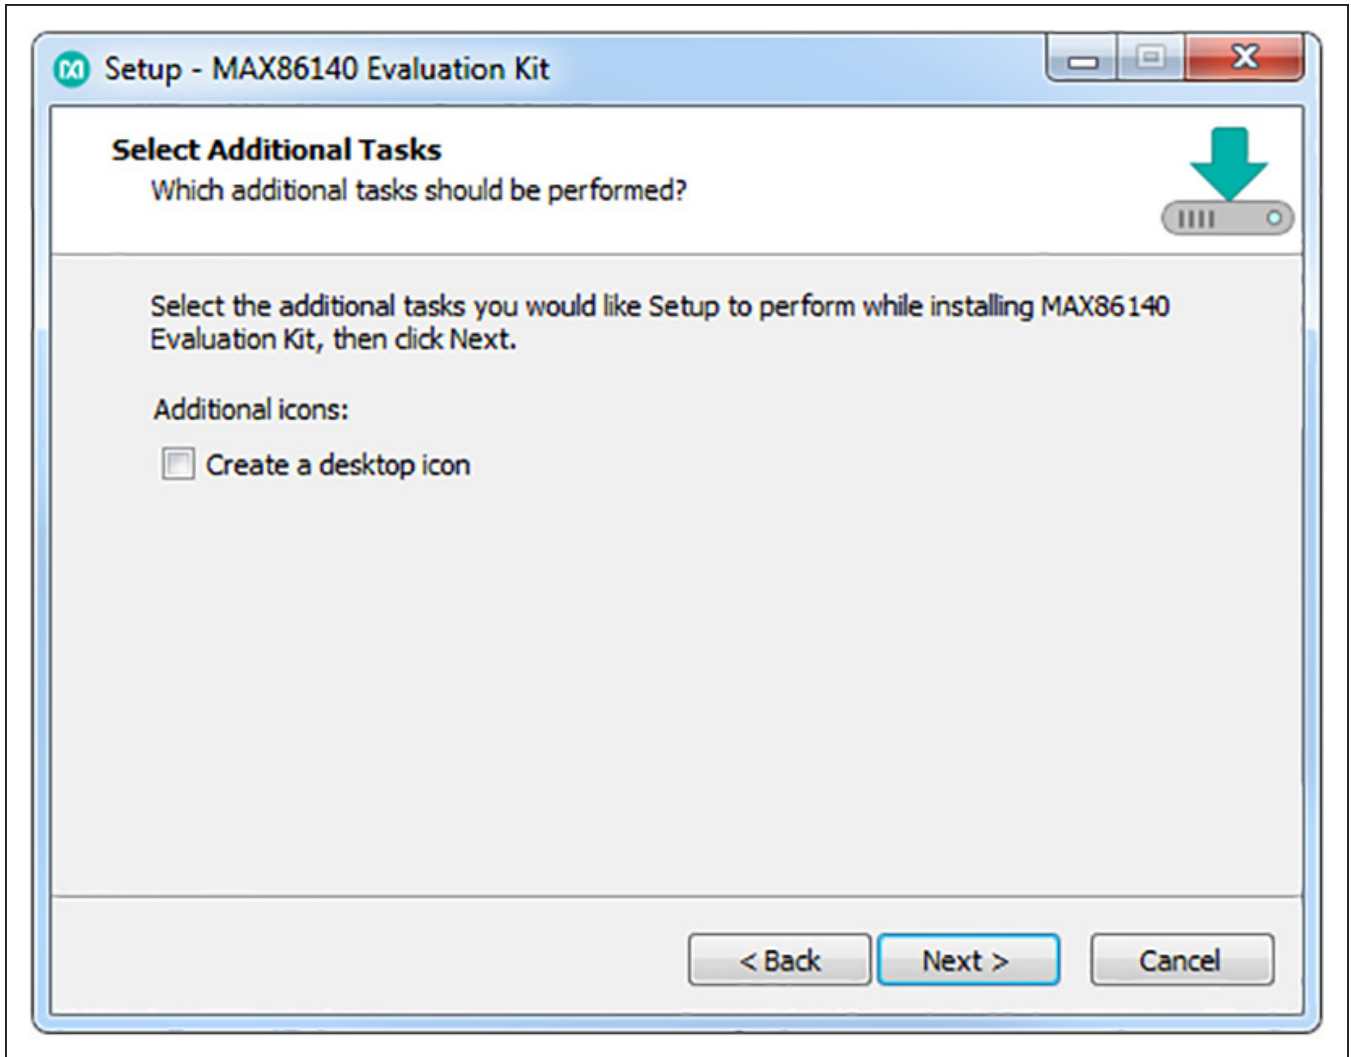 Setup - MAX86140 Evaluation Kit
Select Additional Tasks
Which additional tasks should be performed?
Select the additional tasks you would like Setup to perform while installing MAX86140
Evaluation Kit, then click Next.
Additional icons:
Create a desktop icon
< Back
Next >
Cancel